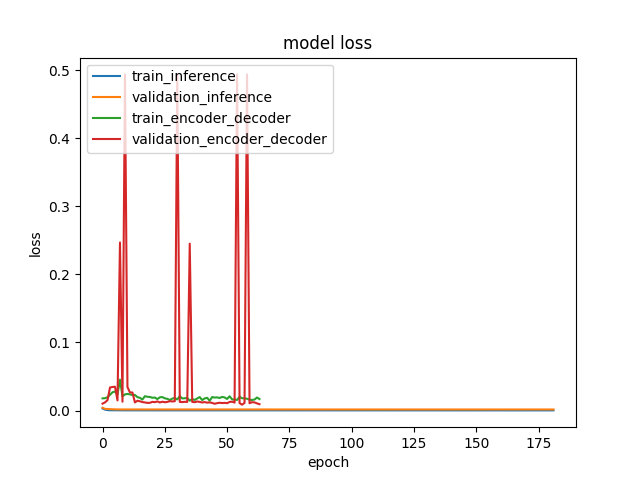 model loss
train_inference
validation_inference
train_encoder_decoder
validation_encoder_decoder
loss
0.5
0.4
0.3
0.2
0.1
0.0
0 25 50 75 100 125 150 175
epoch